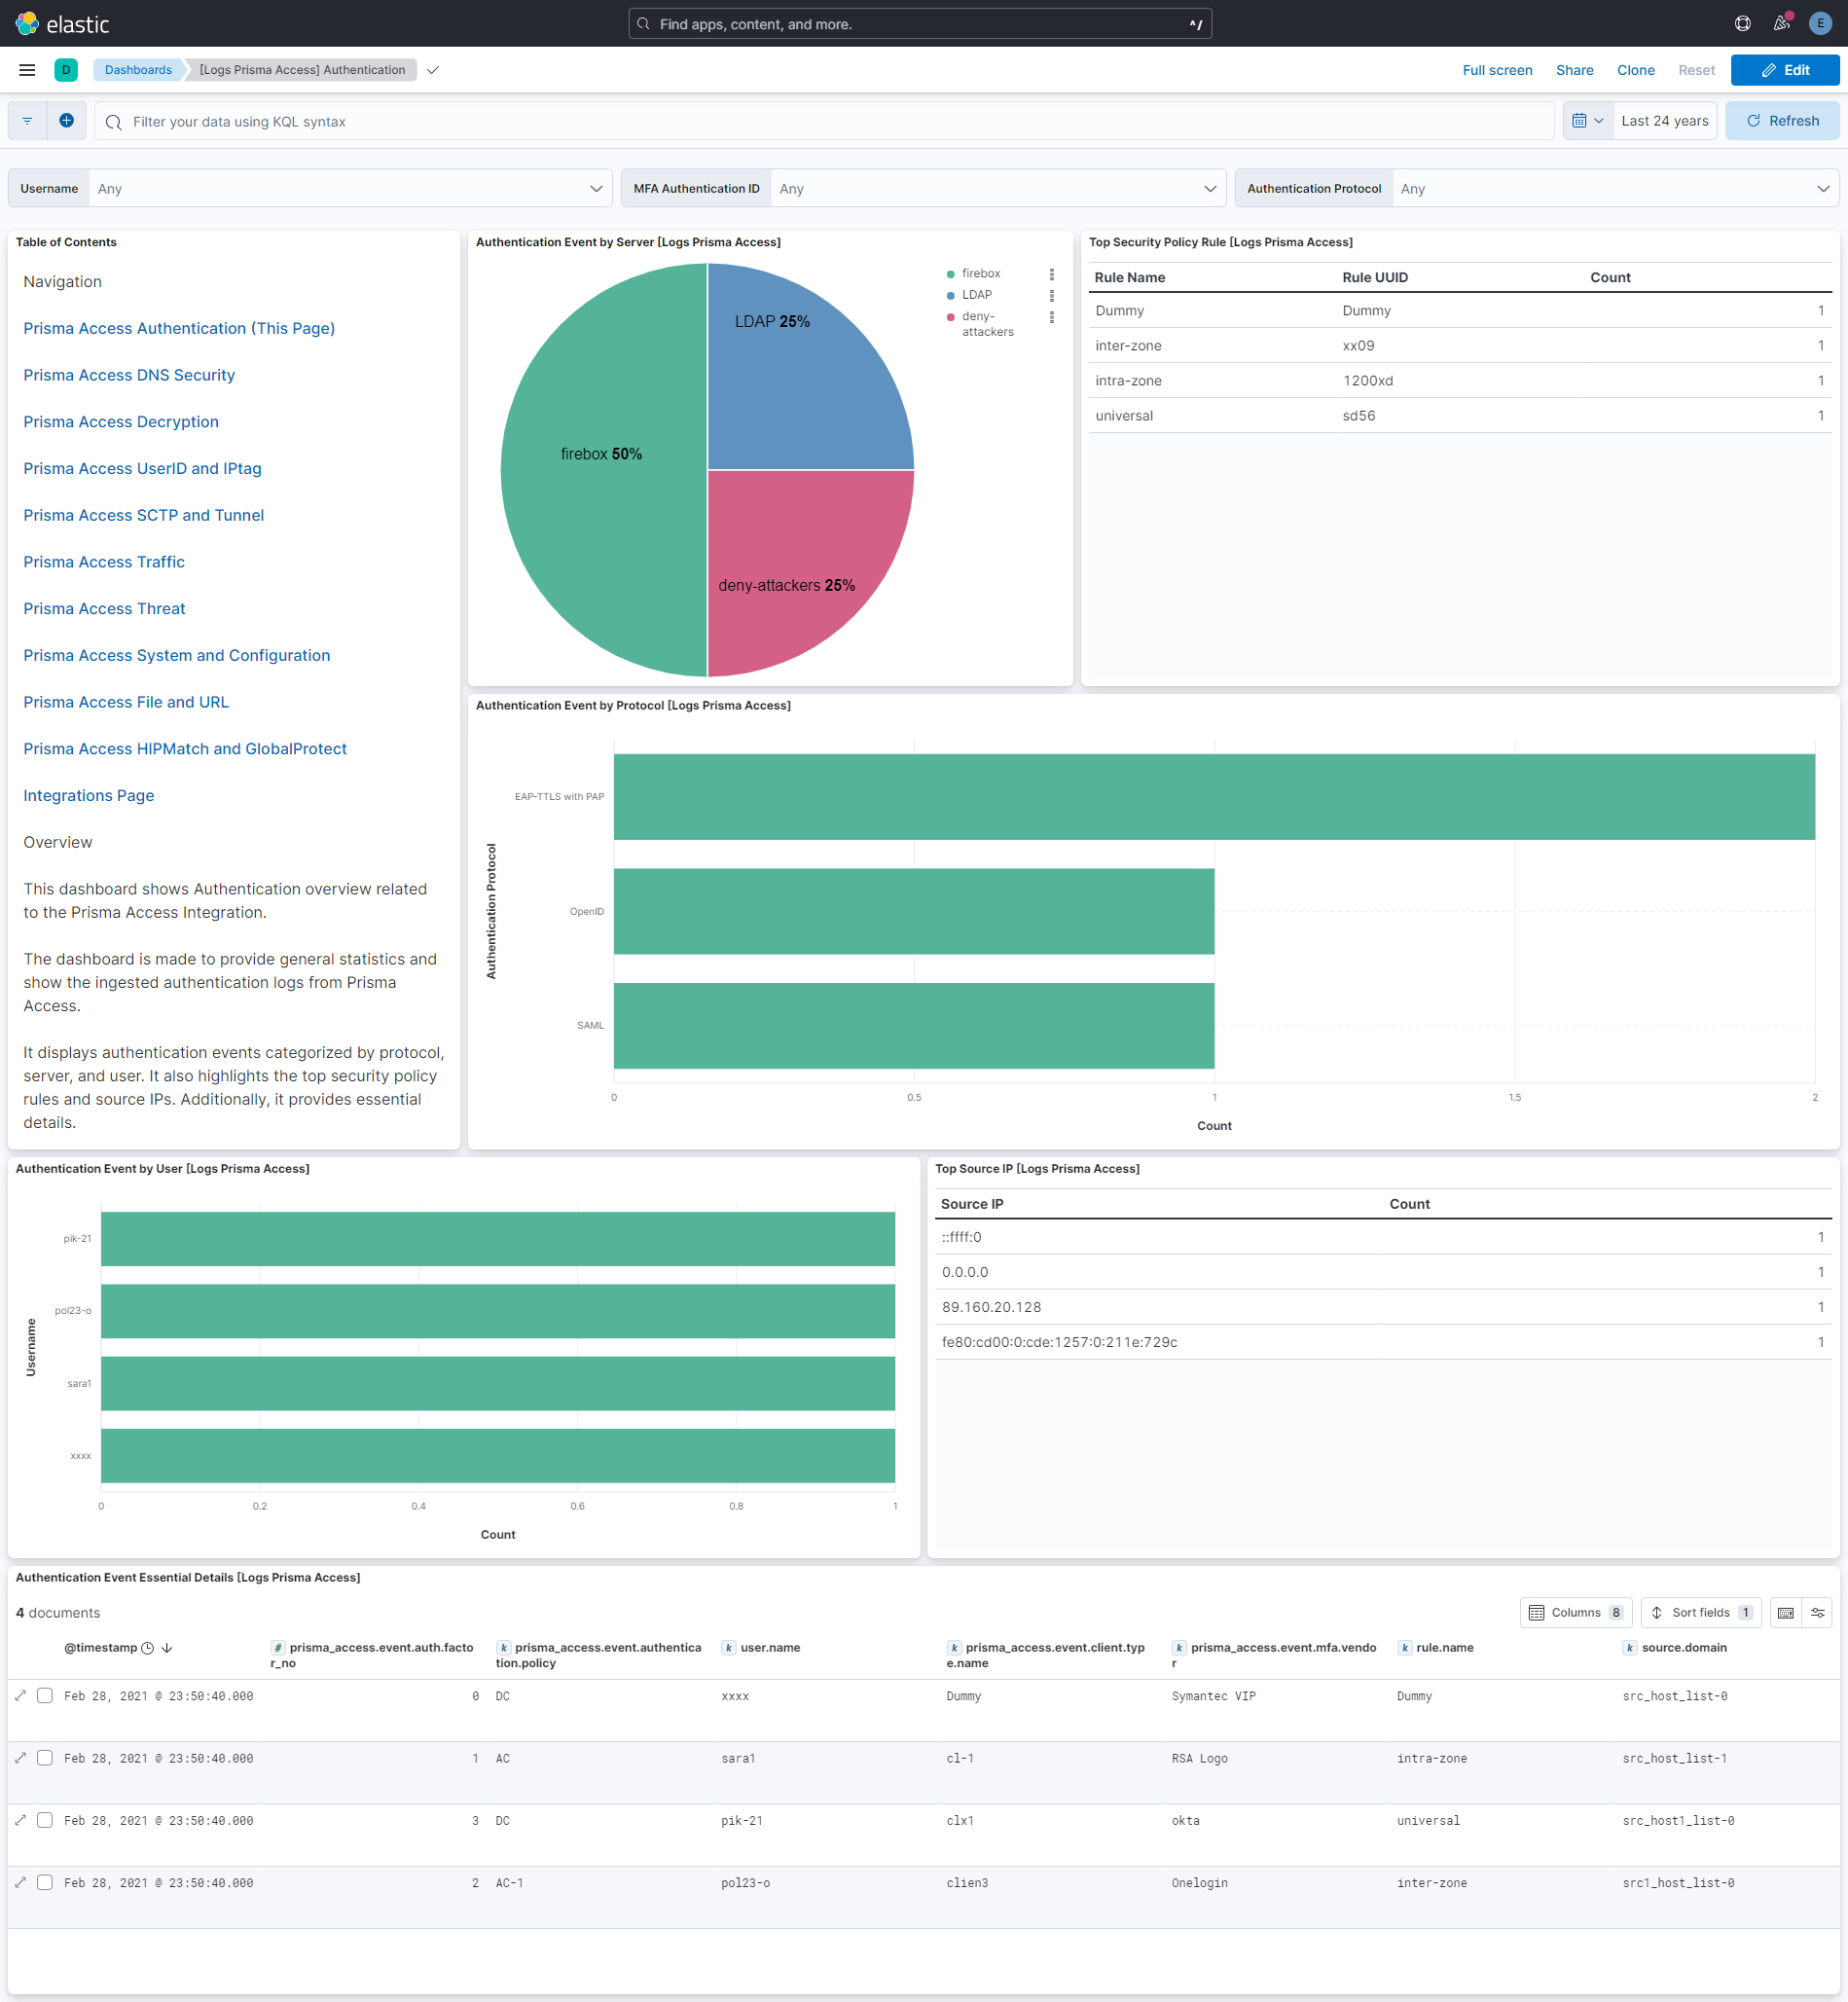 elastic
Find apps, content, and more.
^/
E
D
Dashboards
[Logs Prisma Access] Authentication
Full screen
Share
Clone
Reset
Edit
Filter your data using KQL syntax
Last 24 years
Refresh
Username
Any
MFA Authentication ID
Any
Authentication Protocol
Any
Table of Contents
Navigation
Prisma Access Authentication (This Page)
Prisma Access DNS Security
Prisma Access Decryption
Prisma Access UserID and IPtag
Prisma Access SCTP and Tunnel
Prisma Access Traffic
Prisma Access Threat
Prisma Access System and Configuration
Prisma Access File and URL
Prisma Access HIPMatch and GlobalProtect
Integrations Page
Overview
This dashboard shows Authentication overview related
to the Prisma Access Integration.
The dashboard is made to provide general statistics and
show the ingested authentication logs from Prisma
Access.
It displays authentication events categorized by protocol,
server, and user. It also highlights the top security policy
rules and source IPs. Additionally, it provides essential
details.
Authentication Event by Server [Logs Prisma Access]
LDAP 25%
firebox 50%
deny-attackers 25%
firebox
LDAP
deny-
attackers
Top Security Policy Rule [Logs Prisma Access]
Rule Name Rule UUID Count
Dummy Dummy 1
inter-zone xx09 1
intra-zone 1200xd 1
universal sd56 1
Authentication Event by Protocol [Logs Prisma Access]
Authentication Protocol
EAP-TTLS with PAP
OpenID
SAML
0 0.5 1 1.5 2
Count
Authentication Event by User [Logs Prisma Access]
Username
pik-21
pol23-o
sara1
xxxx
0 0.2 0.4 0.6 0.8 1
Count
Top Source IP [Logs Prisma Access]
Source IP Count
::ffff:0 1
0.0.0.0 1
89.160.20.128 1
fe80:cd00:0:cde:1257:0:211e:729c 1
Authentication Event Essential Details [Logs Prisma Access]
4 documents
Columns 8
Sort fields 1
@timestamp # prisma_access.event.auth.facto k prisma_access.event.authentica k user.name k prisma_access.event.client.typ k prisma_access.event.mfa.vendo k rule.name k source.domain
r_no tion.policy e.name r
Feb 28, 2021 @ 23:50:40.000 0 DC xxxx Dummy Symantec VIP Dummy src_host_list-0
Feb 28, 2021 @ 23:50:40.000 1 AC sara1 cl-1 RSA Logo intra-zone src_host_list-1
Feb 28, 2021 @ 23:50:40.000 3 DC pik-21 clx1 okta universal src_host1_list-0
Feb 28, 2021 @ 23:50:40.000 2 AC-1 pol23-o clien3 Onelogin inter-zone src1_host_list-0